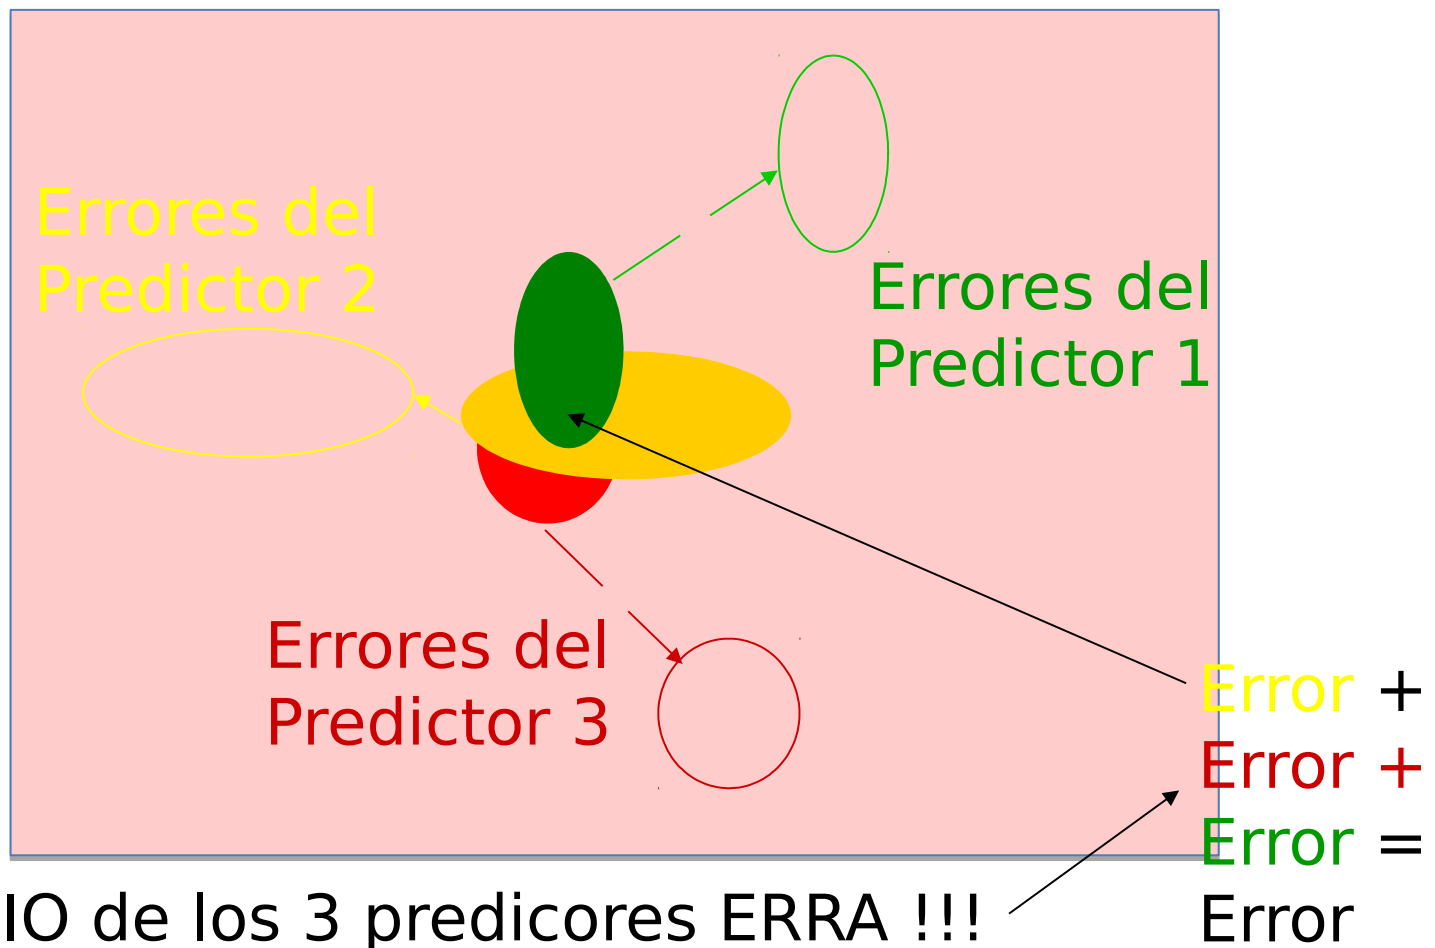 Errores del
Predictor 2
Errores del
Predictor 1
Errores del
Predictor 3
Error +
Error +
Error =
Error
IO de los 3 predicores ERRA !!!